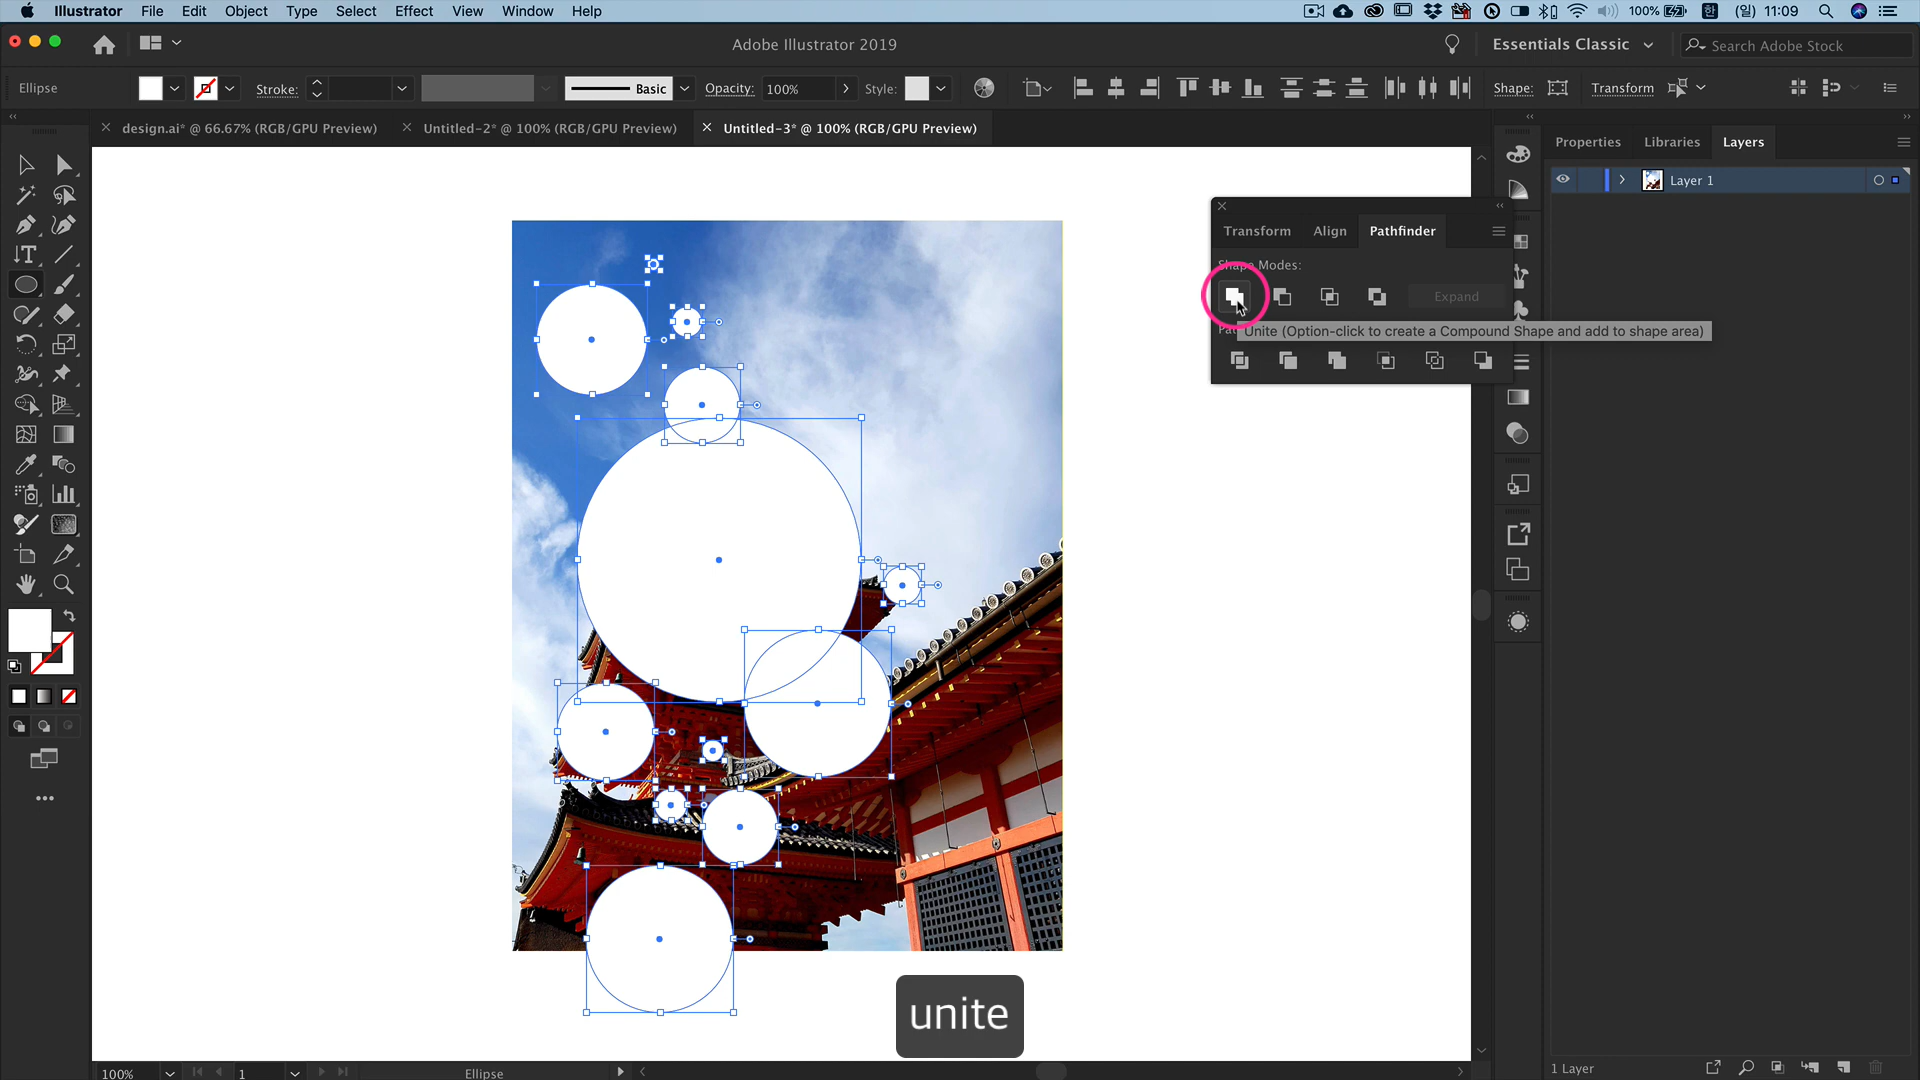 Illustrator File Edit Object Type Select Effect View Window Help 100% 한 (일) 11:09
Adobe Illustrator 2019 Essentials Classic Search Adobe Stock
Ellipse Stroke: Basic Opacity: 100% Style: Shape: Transform
design.ai* @ 66.67% (RGB/GPU Preview) Untitled-2* @ 100% (RGB/GPU Preview) Untitled-3* @ 100% (RGB/GPU Preview)
Properties Libraries Layers
Layer 1
Transform Align Pathfinder
Shape Modes:
Expand
Unite (Option-click to create a Compound Shape and add to shape area)
unite
100% 1 Ellipse
1 Layer